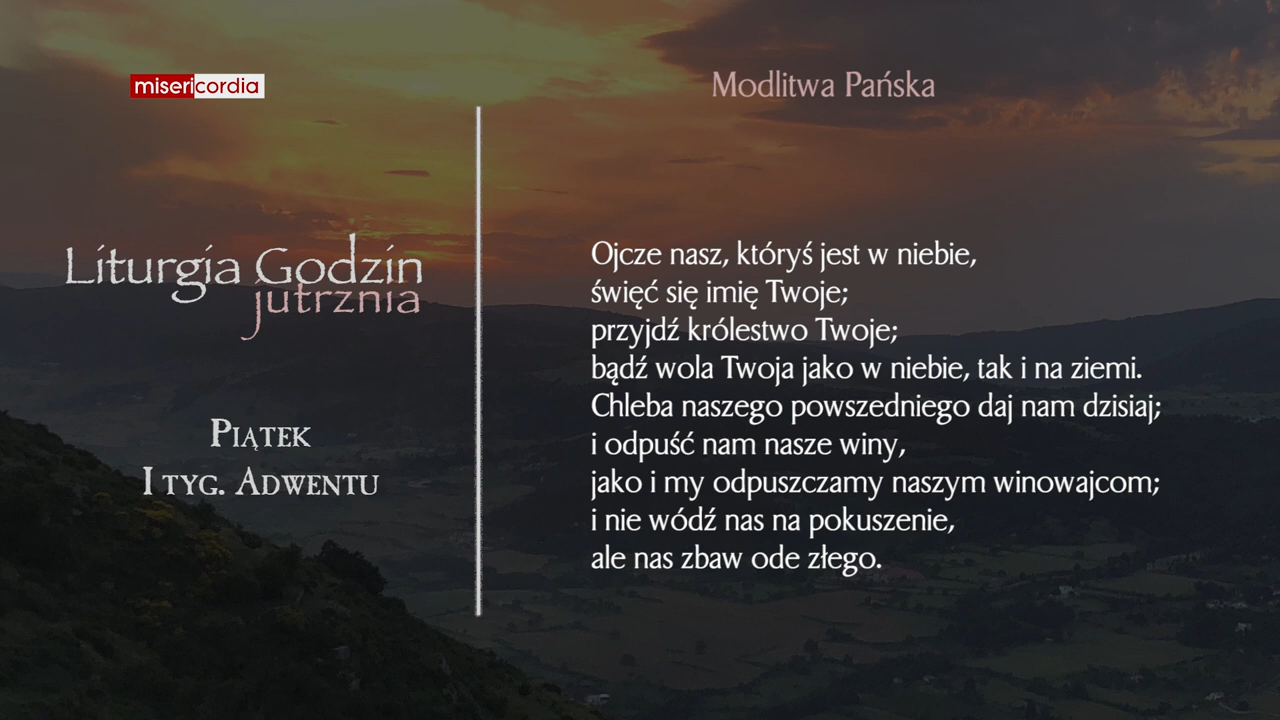 misericordia
Liturgia Godzin
jutrznia
Piątek
I tyg. Adwentu
Modlitwa Pańska
Ojcze nasz, któryś jest w niebie,
święć się imię Twoje;
przyjdź królestwo Twoje;
bądź wola Twoja jako w niebie, tak i na ziemi.
Chleba naszego powszedniego daj nam dzisiaj;
i odpuść nam nasze winy,
jako i my odpuszczamy naszym winowajcom;
i nie wódź nas na pokuszenie,
ale nas zbaw ode złego.